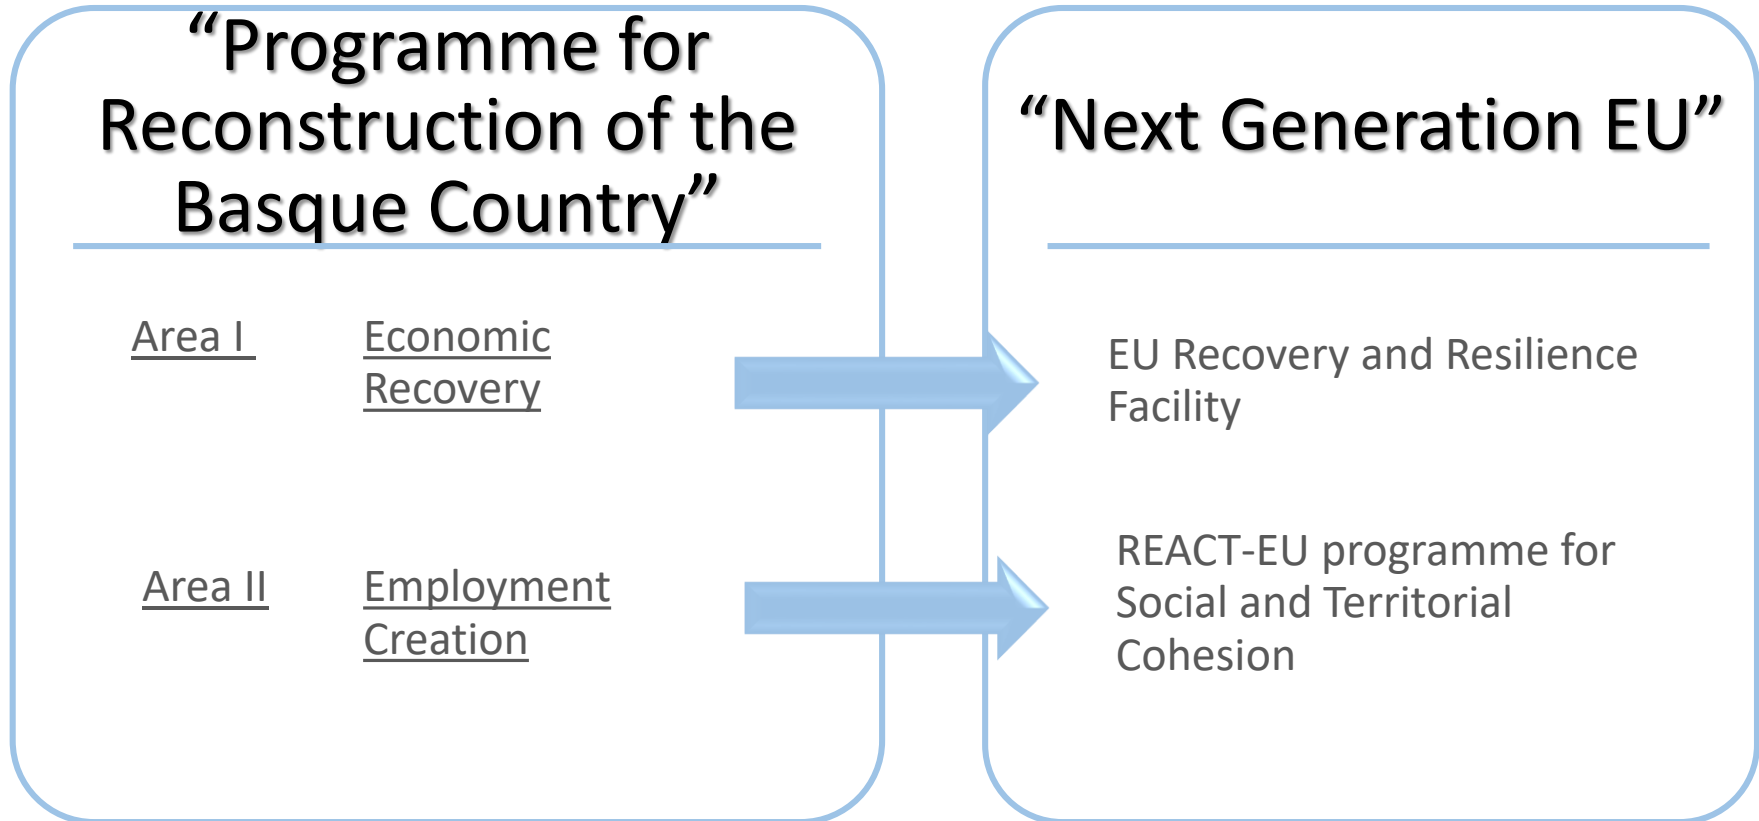 “Programme for
Reconstruction of the
Basque Country”
Area I
Economic
Recovery
Area II
Employment
Creation
“Next Generation EU”
EU Recovery and Resilience
Facility
REACT-EU programme for
Social and Territorial
Cohesion